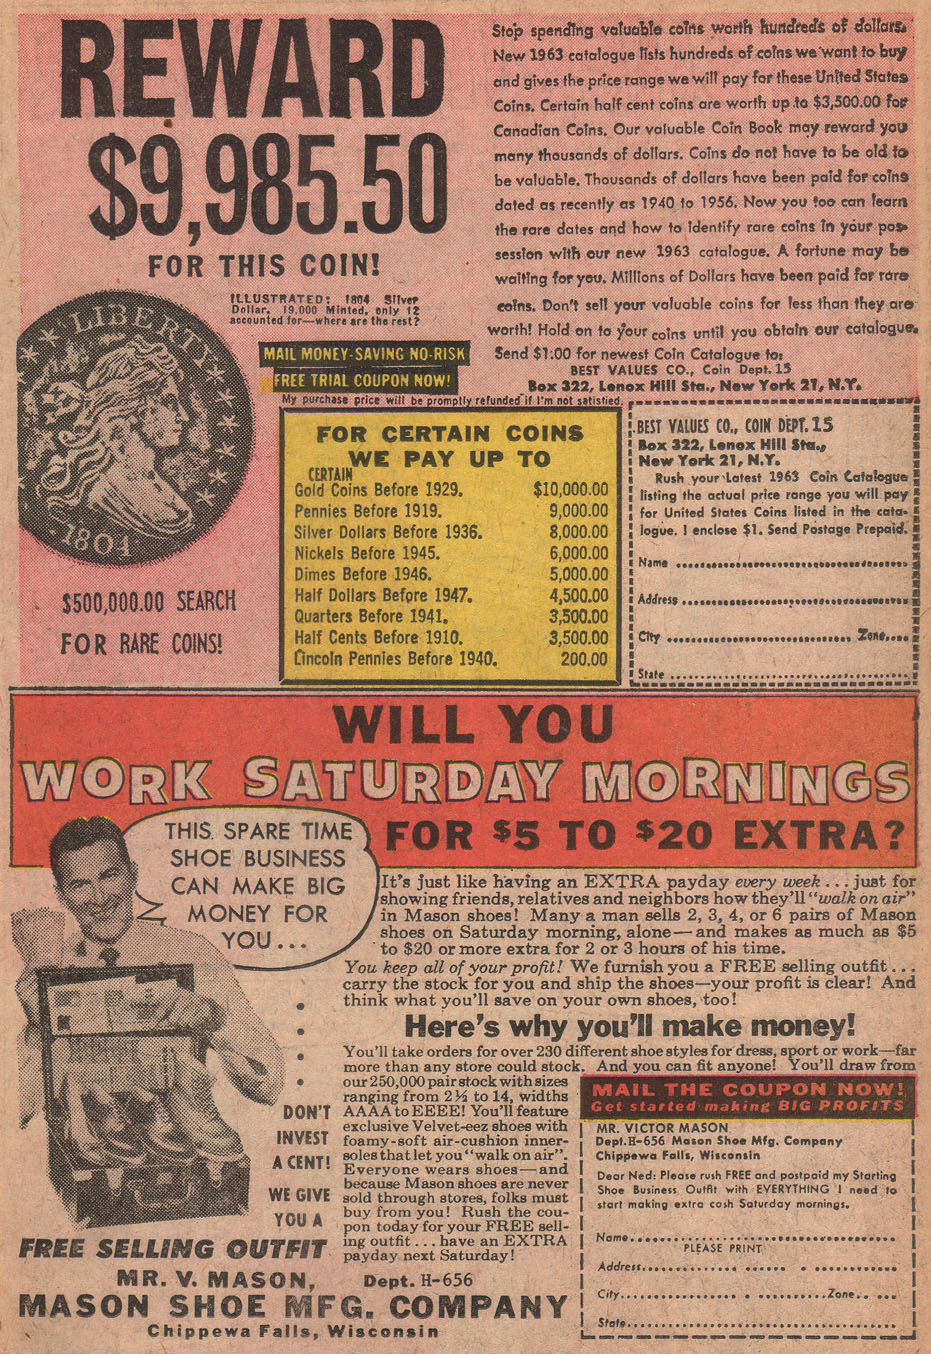 REWARD
$9,985.50
FOR THIS COIN!
ILLUSTRATED: 1804 Silver
Dollar. 19,000 Minted, only 12
accounted for—where are the rest?
LIBERTY
1804
$500,000.00 SEARCH
FOR RARE COINS!
Stop spending valuable coins worth hundreds of dollars.
New 1963 catalogue lists hundreds of coins we want to buy
and gives the price range we will pay for these United States
Coins. Certain half cent coins are worth up to $3,500.00 for
Canadian Coins. Our valuable Coin Book may reward you
many thousands of dollars. Coins do not have to be old to
be valuable. Thousands of dollars have been paid for coins
dated as recently as 1940 to 1956. Now you too can learn
the rare dates and how to identify rare coins in your pos-
session with our new 1963 catalogue. A fortune may be
waiting for you. Millions of Dollars have been paid for rare
coins. Don't sell your valuable coins for less than they are
worth! Hold on to your coins until you obtain our catalogue.
Send $1:00 for newest Coin Catalogue to:
BEST VALUES CO., Coin Dept. 15
Box 322, Lenox Hill Sta., New York 21, N.Y.
MAIL MONEY-SAVING NO-RISK
FREE TRIAL COUPON NOW!
My purchase price will be promptly refunded if I'm not satisfied.
FOR CERTAIN COINS
WE PAY UP TO
CERTAIN
Gold Coins Before 1929. $10,000.00
Pennies Before 1919. 9,000.00
Silver Dollars Before 1936. 8,000.00
Nickels Before 1945. 6,000.00
Dimes Before 1946. 5,000.00
Half Dollars Before 1947. 4,500.00
Quarters Before 1941. 3,500.00
Half Cents Before 1910. 3,500.00
Lincoln Pennies Before 1940. 200.00
BEST VALUES CO., COIN DEPT. 15
Box 322, Lenox Hill Sta.,
New York 21, N.Y.
Rush your Latest 1963 Coin Catalogue
listing the actual price range you will pay
for United States Coins listed in the cata-
logue. I enclose $1. Send Postage Prepaid.
Name
Address
City Zone
State
WILL YOU
WORK SATURDAY MORNINGS
FOR $5 TO $20 EXTRA?
THIS SPARE TIME
SHOE BUSINESS
CAN MAKE BIG
MONEY FOR
YOU...
It's just like having an EXTRA payday every week...just for
showing friends, relatives and neighbors how they'll "walk on air"
in Mason shoes! Many a man sells 2, 3, 4, or 6 pairs of Mason
shoes on Saturday morning, alone—and makes as much as $5
to $20 or more extra for 2 or 3 hours of his time.
You keep all of your profit! We furnish you a FREE selling outfit...
carry the stock for you and ship the shoes—your profit is clear! And
think what you'll save on your own shoes, too!
Here's why you'll make money!
You'll take orders for over 230 different shoe styles for dress, sport or work—far
more than any store could stock. And you can fit anyone! You'll draw from
our 250,000 pair stock with sizes
ranging from 2½ to 14, widths
AAAA to EEEE! You'll feature
exclusive Velvet-eez shoes with
foamy-soft air-cushion inner-
soles that let you "walk on air".
Everyone wears shoes—and
because Mason shoes are never
sold through stores, folks must
buy from you! Rush the cou-
pon today for your FREE sell-
ing outfit...have an EXTRA
payday next Saturday!
DON'T
INVEST
A CENT!
WE GIVE
YOU A
FREE SELLING OUTFIT
MR. V. MASON, Dept. H-656
MASON SHOE MFG. COMPANY
Chippewa Falls, Wisconsin
MAIL THE COUPON NOW!
Get started making BIG PROFITS
MR. VICTOR MASON
Dept. H-656 Mason Shoe Mfg. Company
Chippewa Falls, Wisconsin
Dear Ned: Please rush FREE and postpaid my Starting
Shoe Business Outfit with EVERYTHING I need to
start making extra cash Saturday mornings.
Name
PLEASE PRINT
Address
City Zone
State